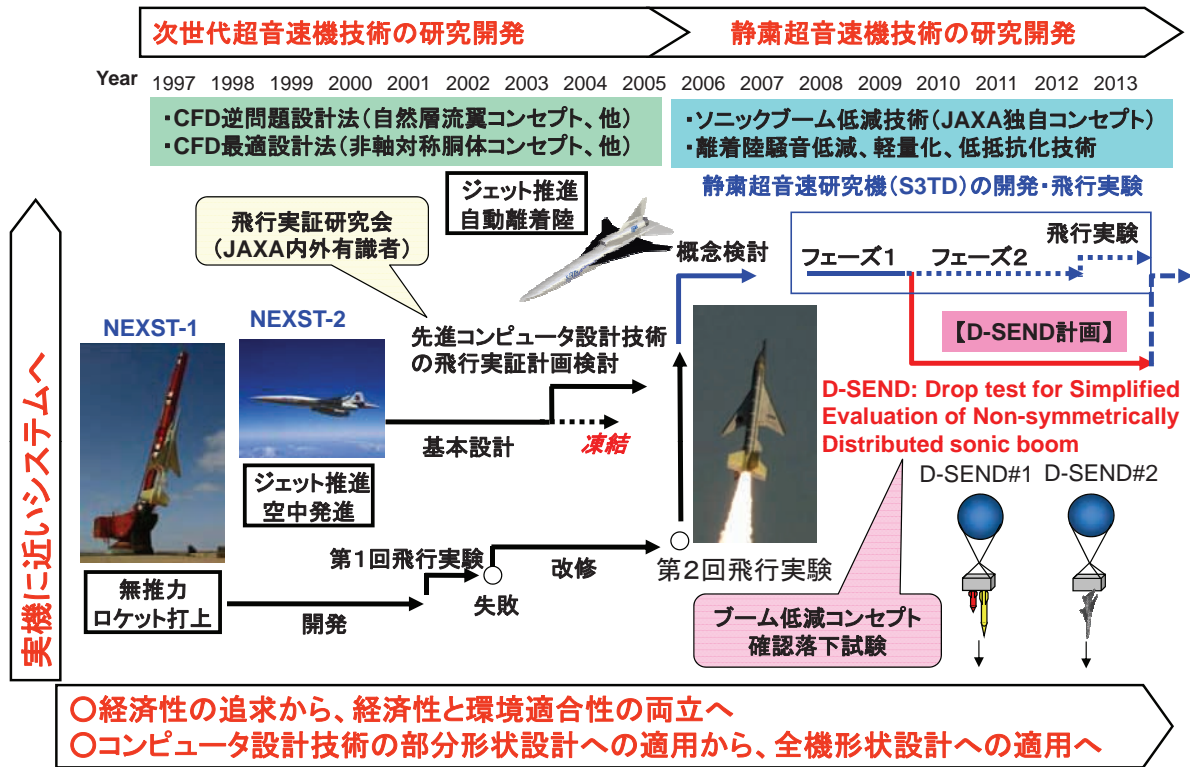 次世代超音速機技術の研究開発
静粛超音速機技術の研究開発
Year 1997 1998 1999 2000 2001 2002 2003 2004 2005 2006 2007 2008 2009 2010 2011 2012 2013
・CFD逆問題設計法(自然層流翼コンセプト、他)
・CFD最適設計法(非軸対称胴体コンセプト、他)
・ソニックブーム低減技術(JAXA独自コンセプト)
・離着陸騒音低減、軽量化、低抵抗化技術
静粛超音速研究機(S3TD)の開発・飛行実験
ジェット推進
自動離着陸
飛行実証研究会
(JAXA内外有識者)
概念検討
フェーズ1
フェーズ2
飛行実験
【D-SEND計画】
NEXST-1
NEXST-2
先進コンピュータ設計技術
の飛行実証計画検討
基本設計
凍結
ジェット推進
空中発進
D-SEND: Drop test for Simplified
Evaluation of Non-symmetrically
Distributed sonic boom
D-SEND#1
D-SEND#2
第1回飛行実験
失敗
改修
第2回飛行実験
無推力
ロケット打上
開発
ブーム低減コンセプト
確認落下試験
実機に近いシステムへ
○経済性の追求から、経済性と環境適合性の両立へ
○コンピュータ設計技術の部分形状設計への適用から、全機形状設計への適用へ